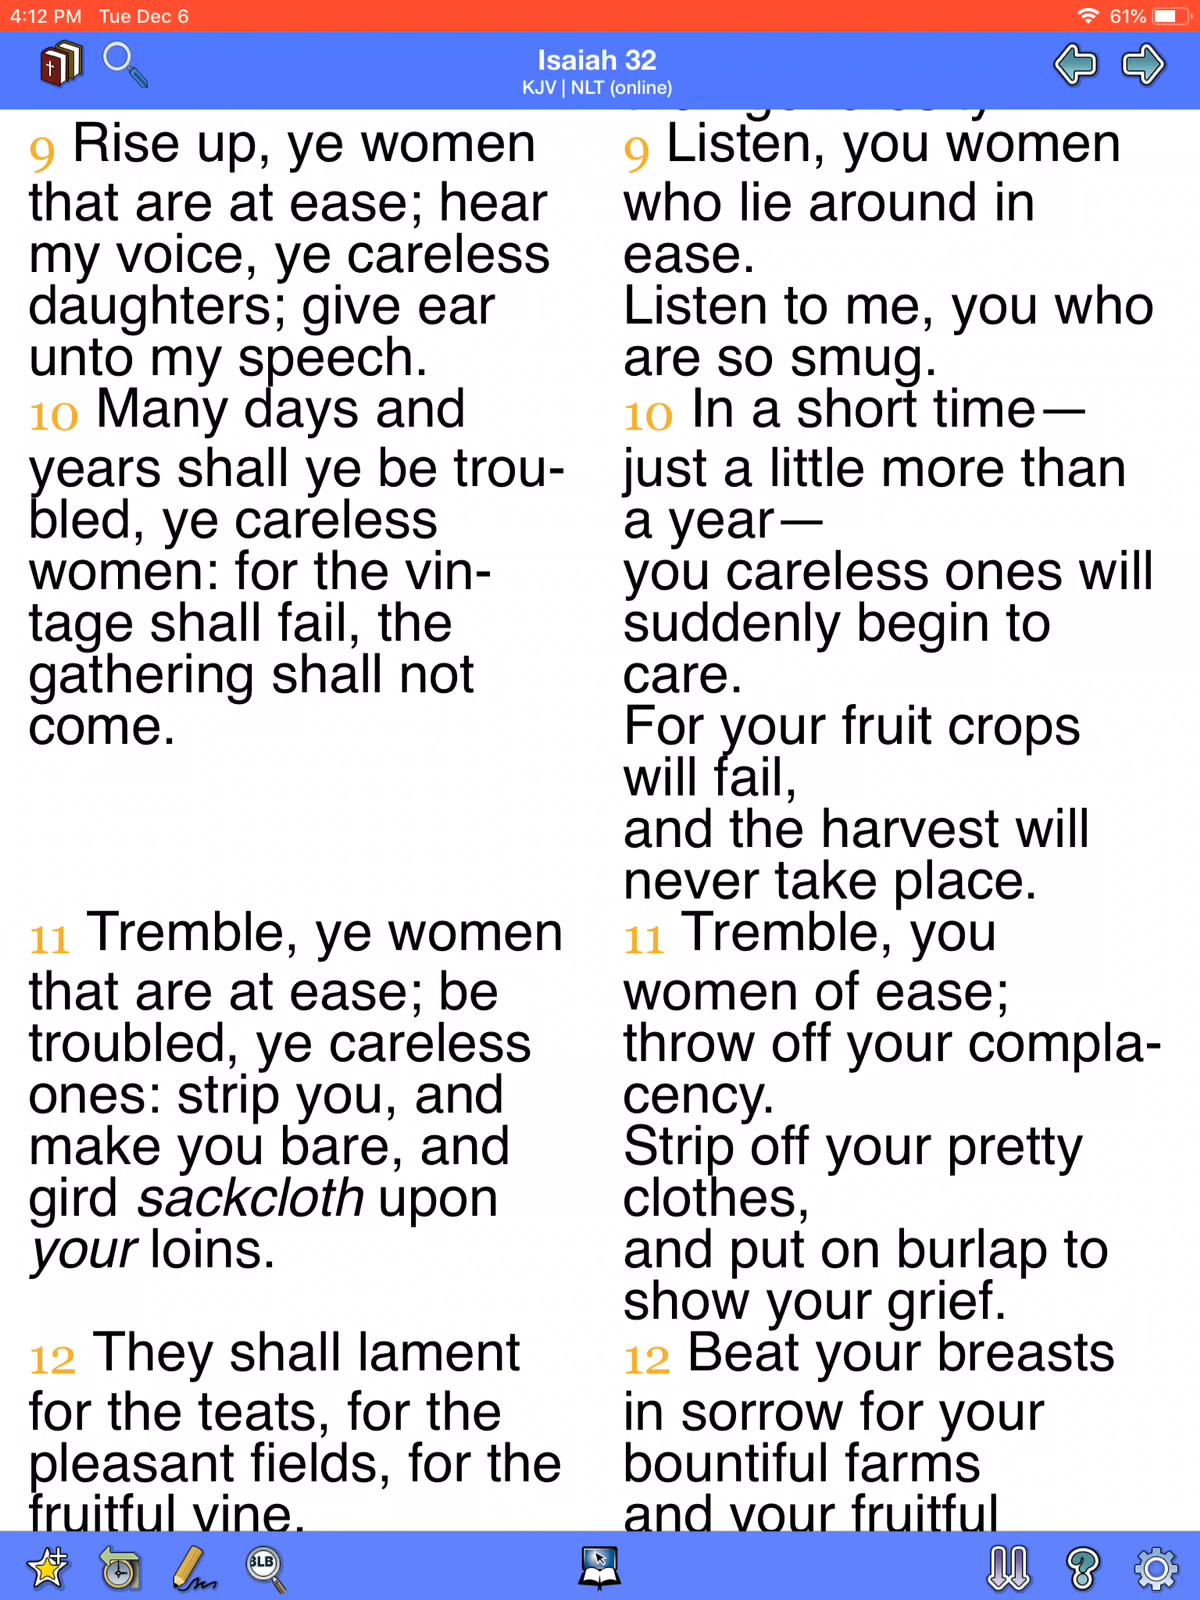 4:12 PM Tue Dec 6
61%
Isaiah 32
KJV | NLT (online)
9 Rise up, ye women
that are at ease; hear
my voice, ye careless
daughters; give ear
unto my speech.
10 Many days and
years shall ye be trou-
bled, ye careless
women: for the vin-
tage shall fail, the
gathering shall not
come.
11 Tremble, ye women
that are at ease; be
troubled, ye careless
ones: strip you, and
make you bare, and
gird sackcloth upon
your loins.
12 They shall lament
for the teats, for the
pleasant fields, for the
fruitful vine.
9 Listen, you women
who lie around in
ease.
Listen to me, you who
are so smug.
10 In a short time—
just a little more than
a year—
you careless ones will
suddenly begin to
care.
For your fruit crops
will fail,
and the harvest will
never take place.
11 Tremble, you
women of ease;
throw off your compla-
cency.
Strip off your pretty
clothes,
and put on burlap to
show your grief.
12 Beat your breasts
in sorrow for your
bountiful farms
and your fruitful
BLB